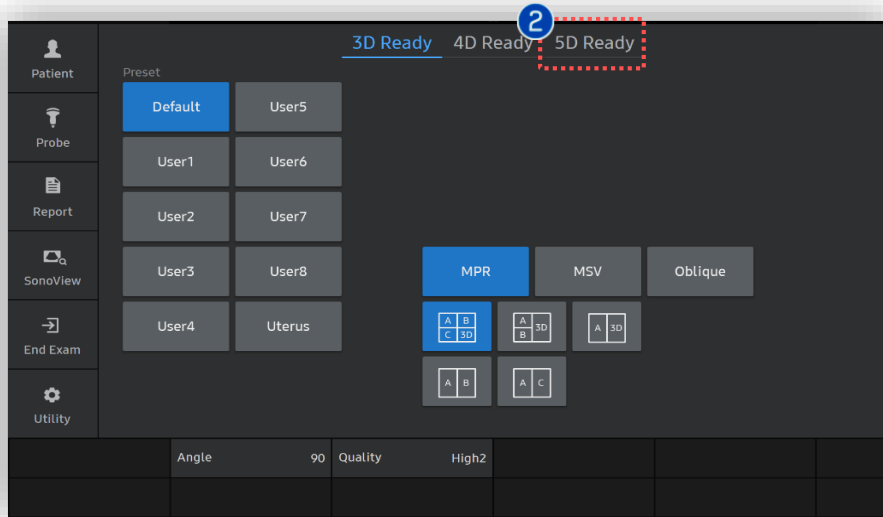 2
3D Ready 4D Ready 5D Ready
Patient
Preset
Default User5
Probe
User1 User6
Report
User2 User7
SonoView
User3 User8
MPR MSV Oblique
End Exam
User4 Uterus
A B
C 3D
A
B 3D
A 3D
A B
A C
Utility
Angle 90 Quality High2